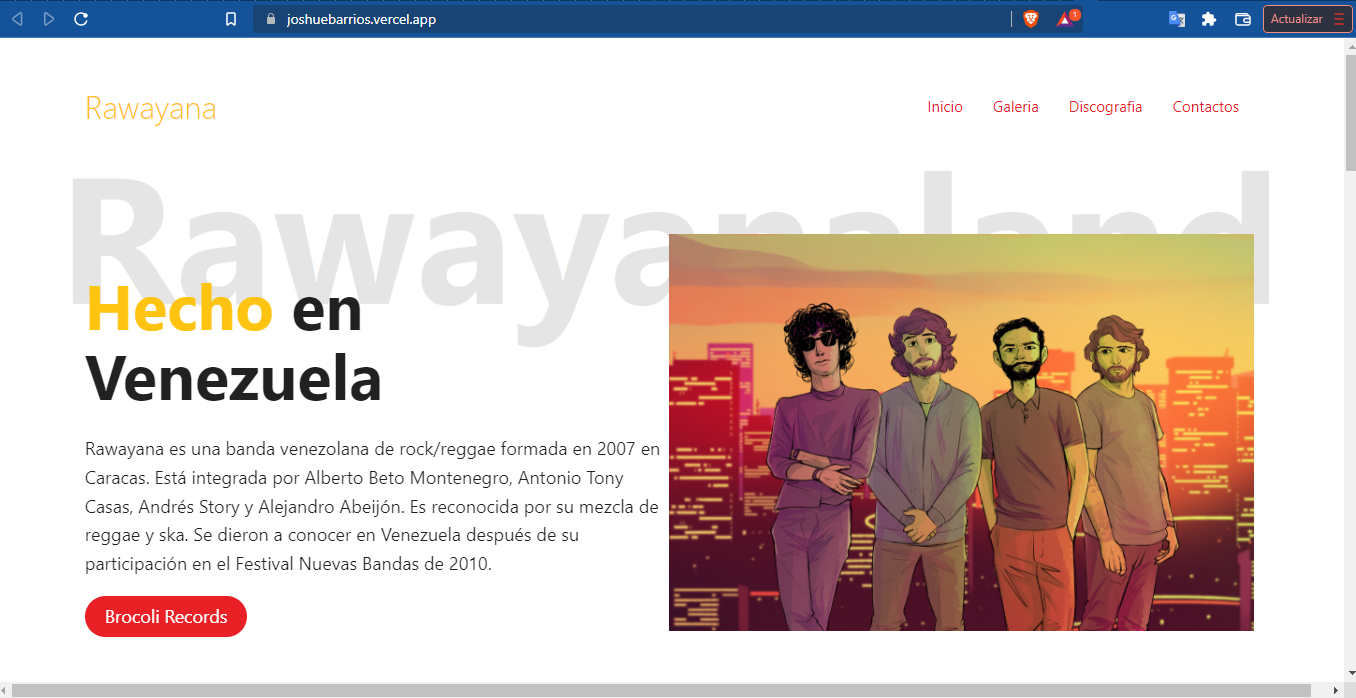 joshuebarrios.vercel.app
1
Actualizar
Rawayana
Inicio Galeria Discografia Contactos
Rawayanaland
Hecho en
Venezuela
Rawayana es una banda venezolana de rock/reggae formada en 2007 en
Caracas. Está integrada por Alberto Beto Montenegro, Antonio Tony
Casas, Andrés Story y Alejandro Abeijón. Es reconocida por su mezcla de
reggae y ska. Se dieron a conocer en Venezuela después de su
participación en el Festival Nuevas Bandas de 2010.
Brocoli Records